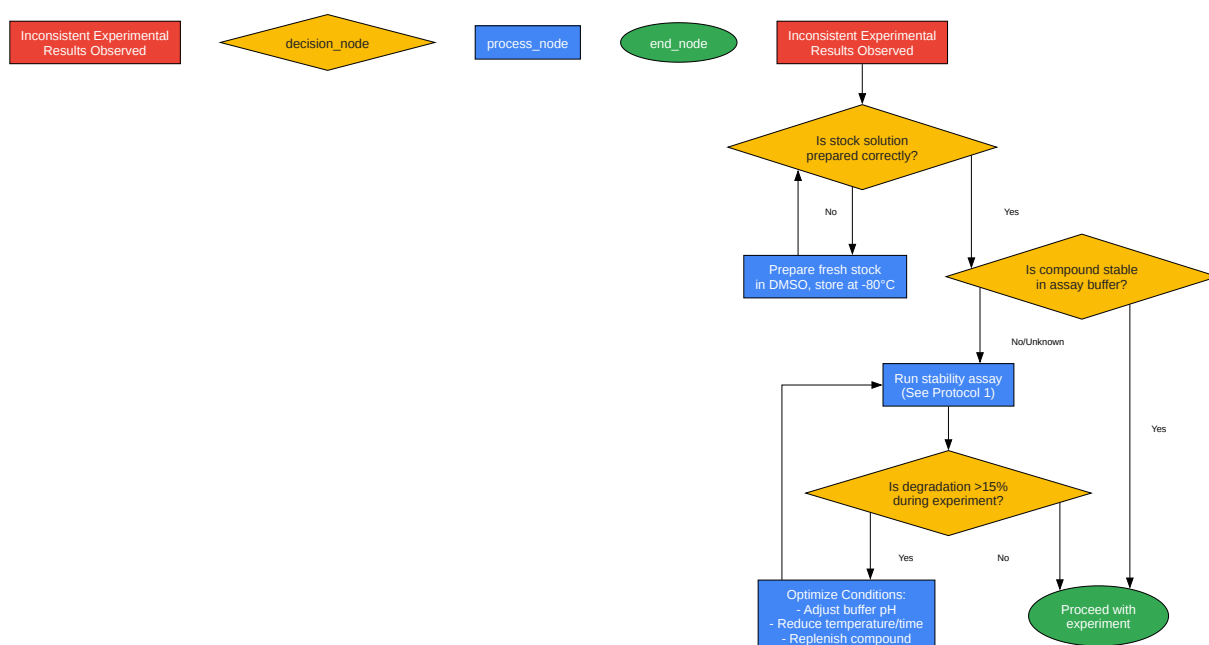 Inconsistent Experimental
Results Observed
decision_node
process_node
end_node
Inconsistent Experimental
Results Observed
Is stock solution
prepared correctly?
No
Yes
Prepare fresh stock
in DMSO, store at -80°C
Is compound stable
in assay buffer?
No/Unknown
Run stability assay
(See Protocol 1)
Yes
Is degradation >15%
during experiment?
Yes
No
Optimize Conditions:
- Adjust buffer pH
- Reduce temperature/time
- Replenish compound
Proceed with
experiment